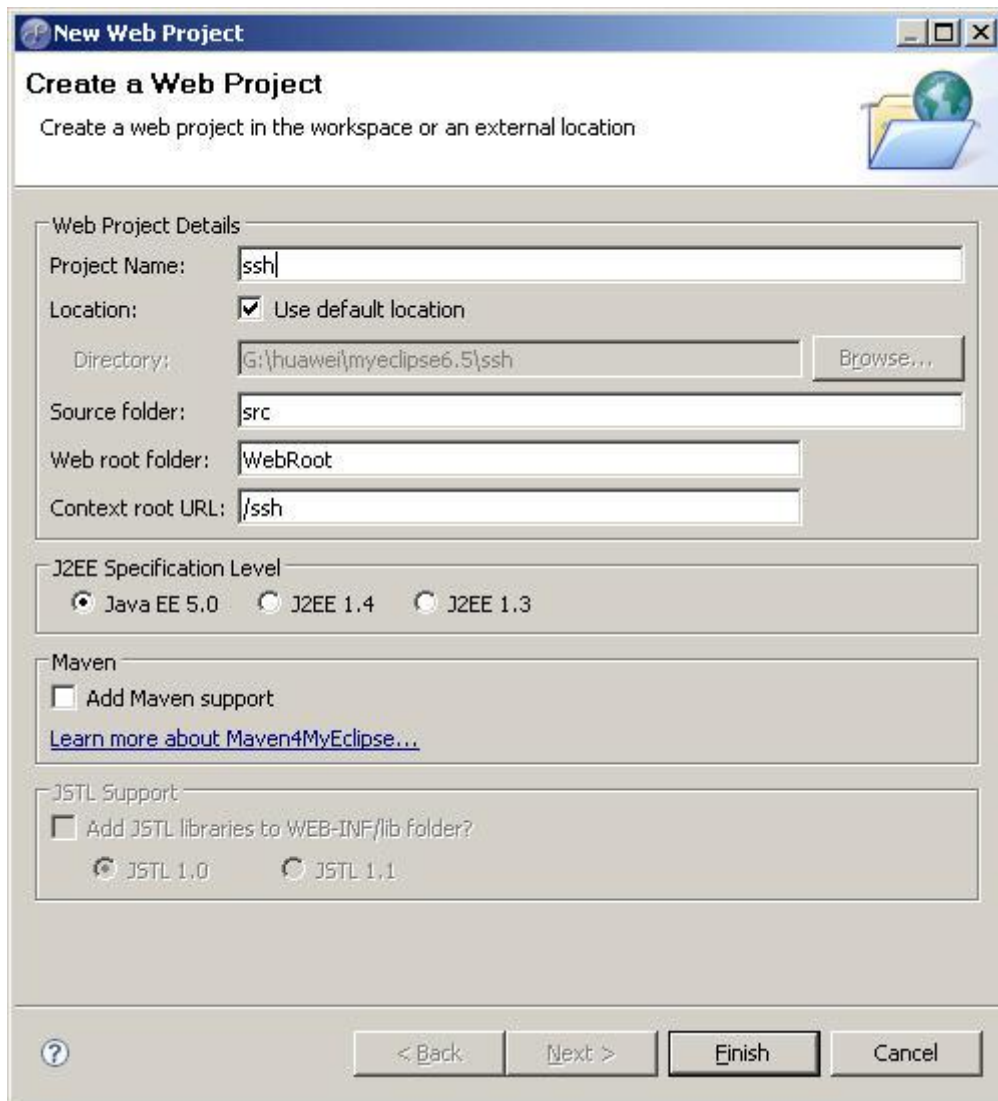 New Web Project
Create a Web Project
Create a web project in the workspace or an external location
Web Project Details
Project Name: ssh
Location: Use default location
Directory: G:\huawei\myeclipse6.5\ssh Browse...
Source folder: src
Web root folder: WebRoot
Context root URL: /ssh
J2EE Specification Level
Java EE 5.0 J2EE 1.4 J2EE 1.3
Maven
Add Maven support
Learn more about Maven4MyEclipse...
JSTL Support
Add JSTL libraries to WEB-INF/lib folder?
JSTL 1.0 JSTL 1.1
? < Back Next > Finish Cancel